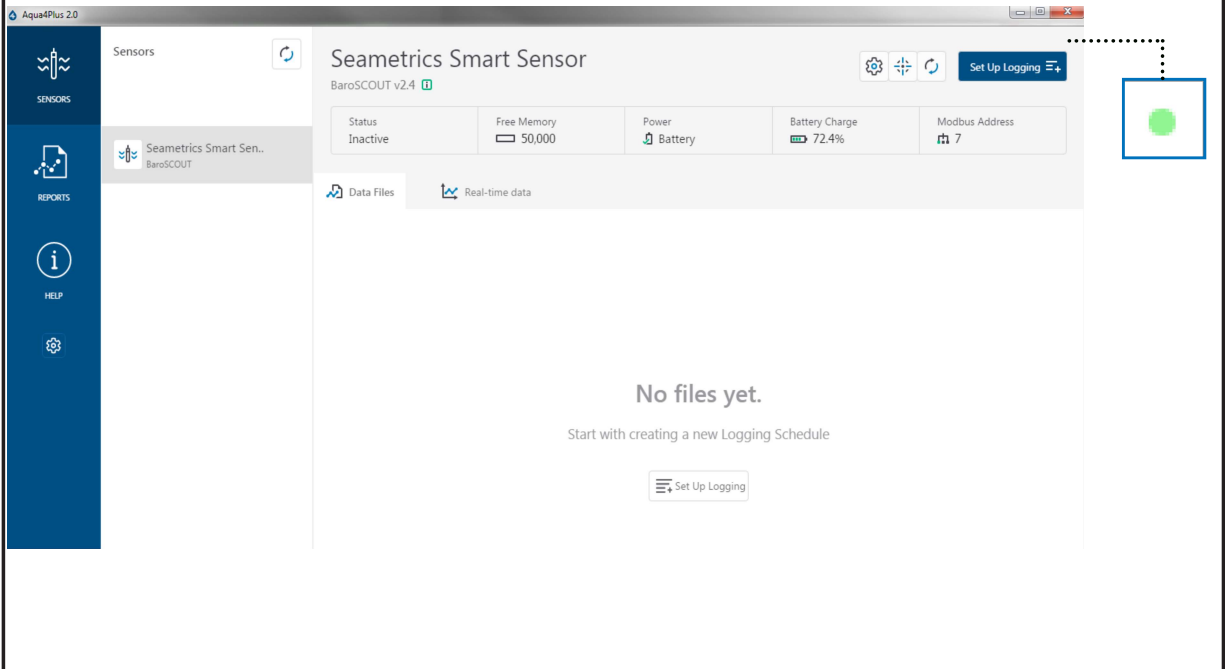 Aqua4Plus 2.0
SENSORS
REPORTS
HELP
Sensors
Seametrics Smart Sen..
BaroSCOUT
Seametrics Smart Sensor
BaroSCOUT v2.4
Set Up Logging
Status
Inactive
Free Memory
50,000
Power
Battery
Battery Charge
72.4%
Modbus Address
7
Data Files
Real-time data
No files yet.
Start with creating a new Logging Schedule
Set Up Logging